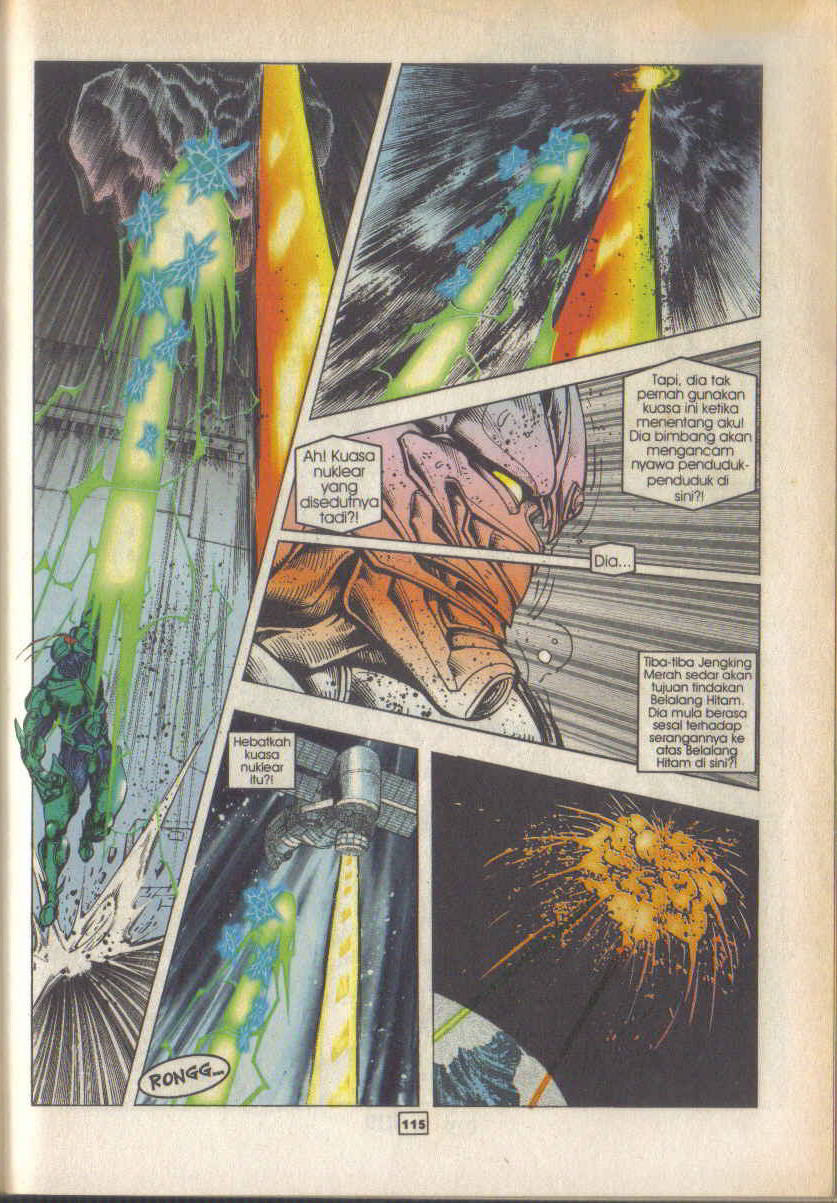 Ah! Kuasa
nuklear
yang
disedutnya
tadi?!
Tapi, dia tak
pernah gunakan
kuasa ini ketika
menentang aku!
Dia bimbang akan
mengancam
nyawa penduduk-
penduduk di
sini?!
Dia...
Tiba-tiba Jengking
Merah sedar akan
tujuan tindakan
Belalang Hitam.
Dia mula berasa
sesal terhadap
serangannya ke
atas Belalang
Hitam di sini?!
Hebatkah
kuasa
nuklear
itu?!
RONGG...
115